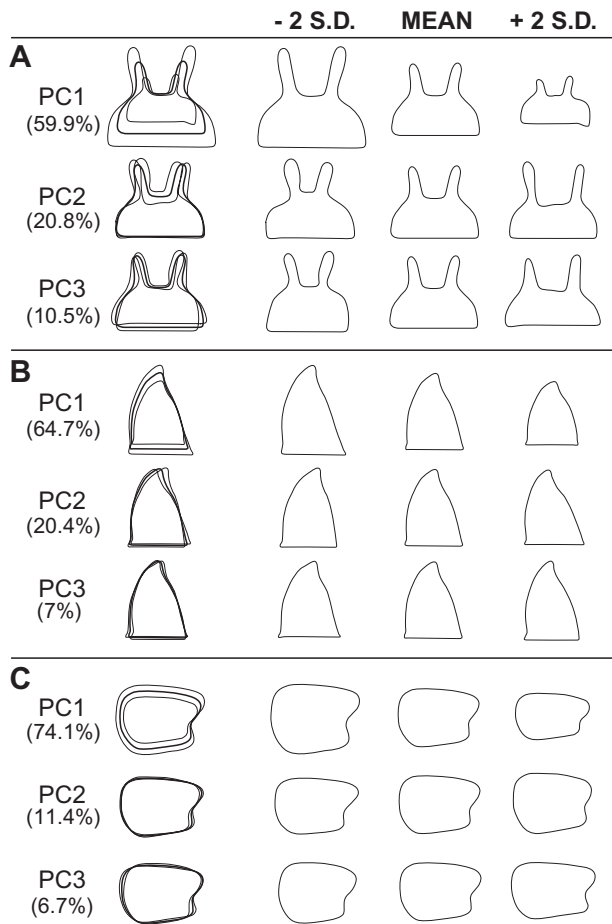 - 2 S.D. MEAN + 2 S.D.
A
PC1
(59.9%)
PC2
(20.8%)
PC3
(10.5%)
B
PC1
(64.7%)
PC2
(20.4%)
PC3
(7%)
C
PC1
(74.1%)
PC2
(11.4%)
PC3
(6.7%)